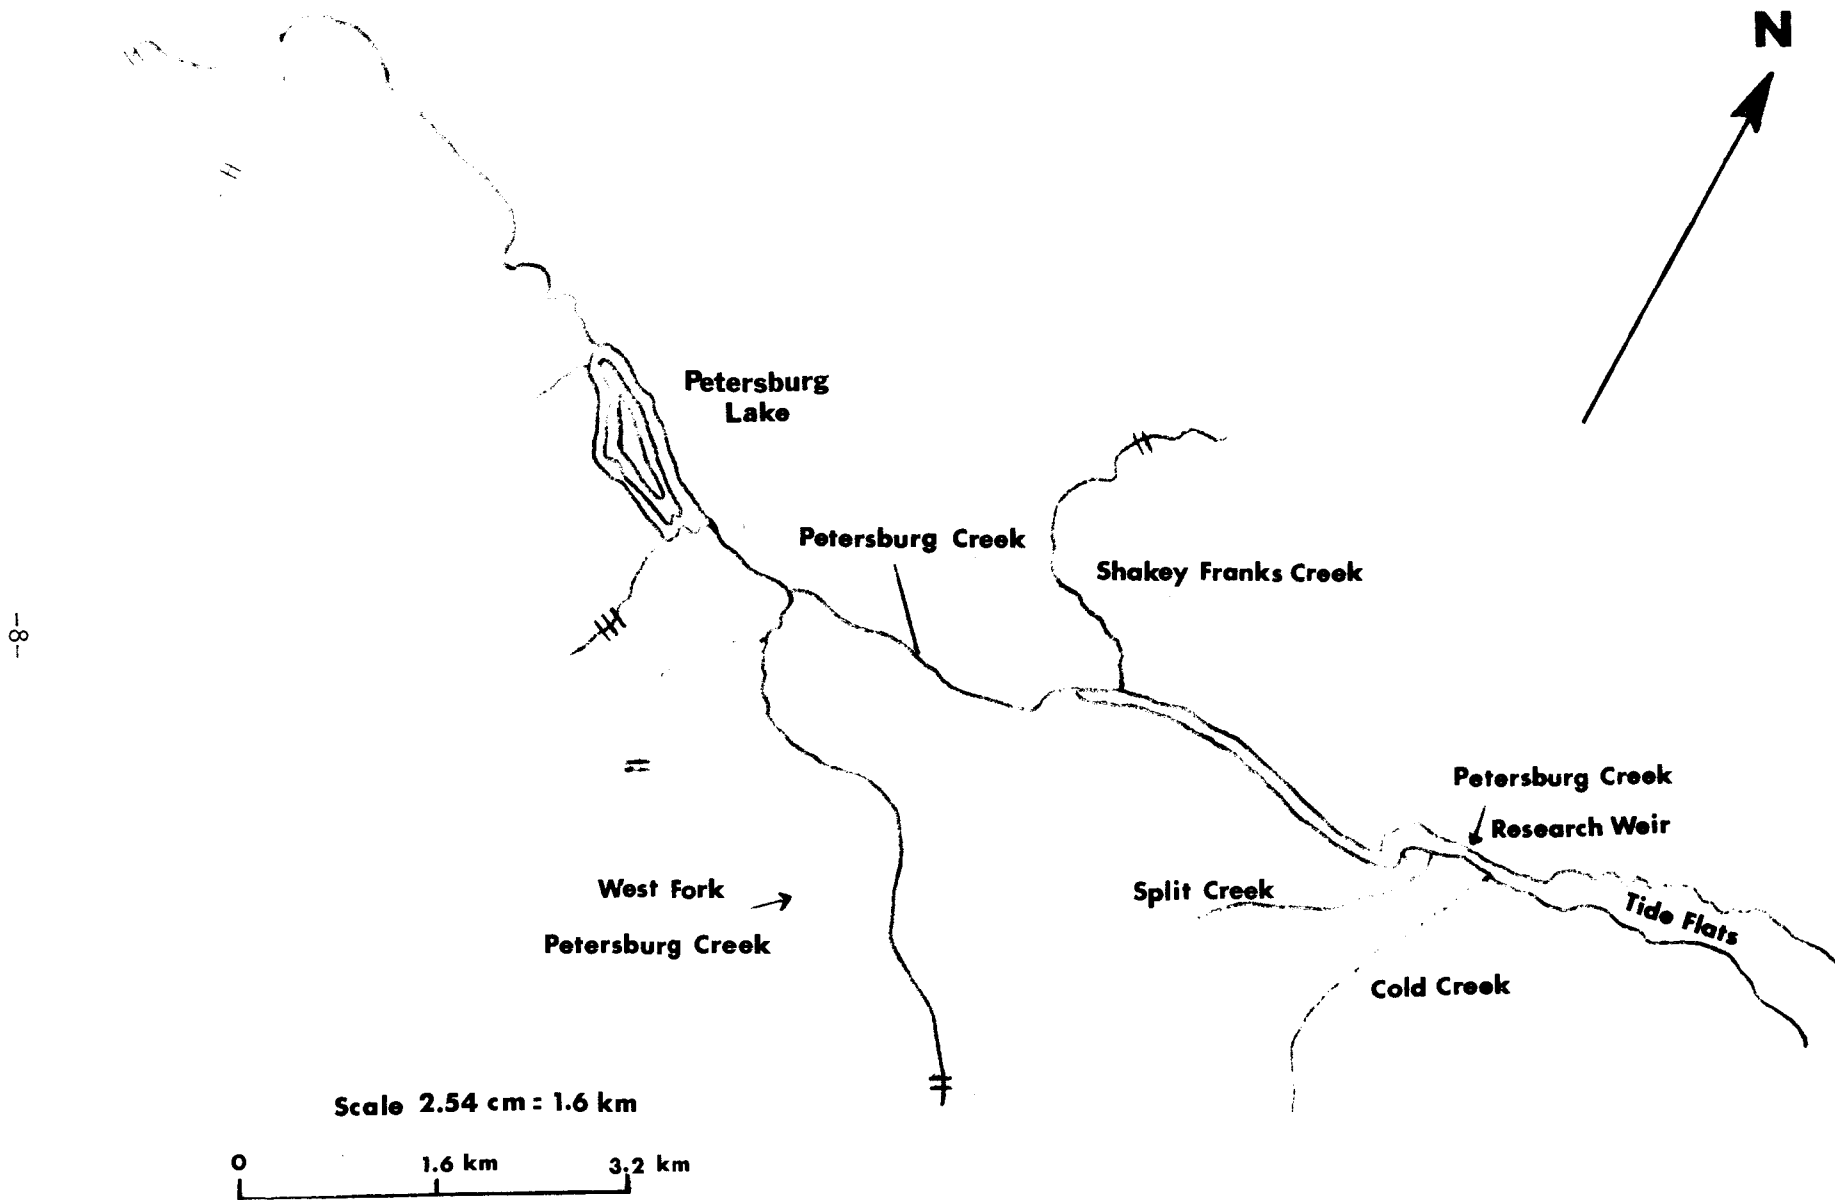 N
Petersburg
Lake
Petersburg Creek
Shakey Franks Creek
-8-
Petersburg Creek
Research Weir
Split Creek
Tide Flats
West Fork
Petersburg Creek
Cold Creek
Scale 2.54 cm = 1.6 km
0 1.6 km 3.2 km